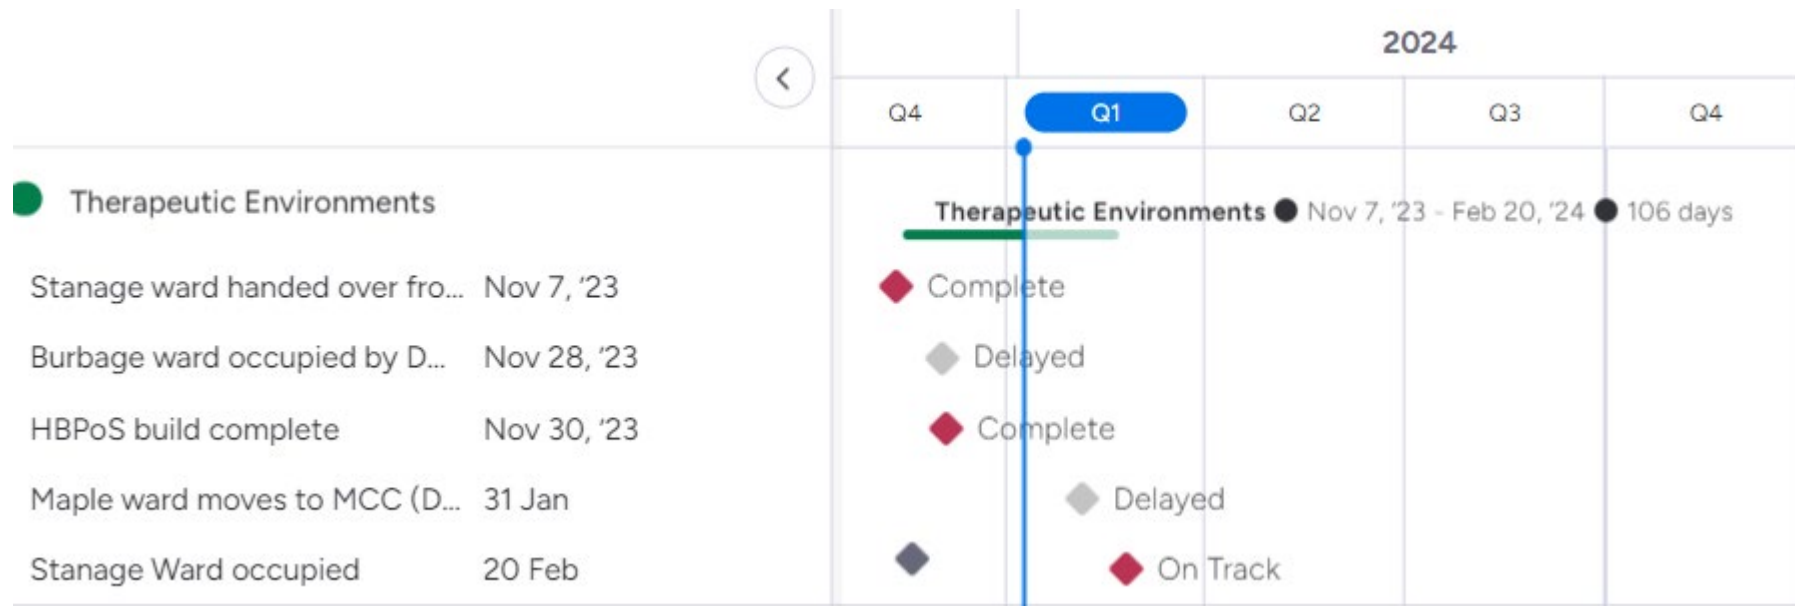 2024
Q4 Q1 Q2 Q3 Q4
Therapeutic Environments
Therapeutic Environments ● Nov 7, '23 - Feb 20, '24 ● 106 days
Stanage ward handed over fro... Nov 7, '23 Complete
Burbage ward occupied by D... Nov 28, '23 Delayed
HBPoS build complete Nov 30, '23 Complete
Maple ward moves to MCC (D... 31 Jan Delayed
Stanage Ward occupied 20 Feb On Track